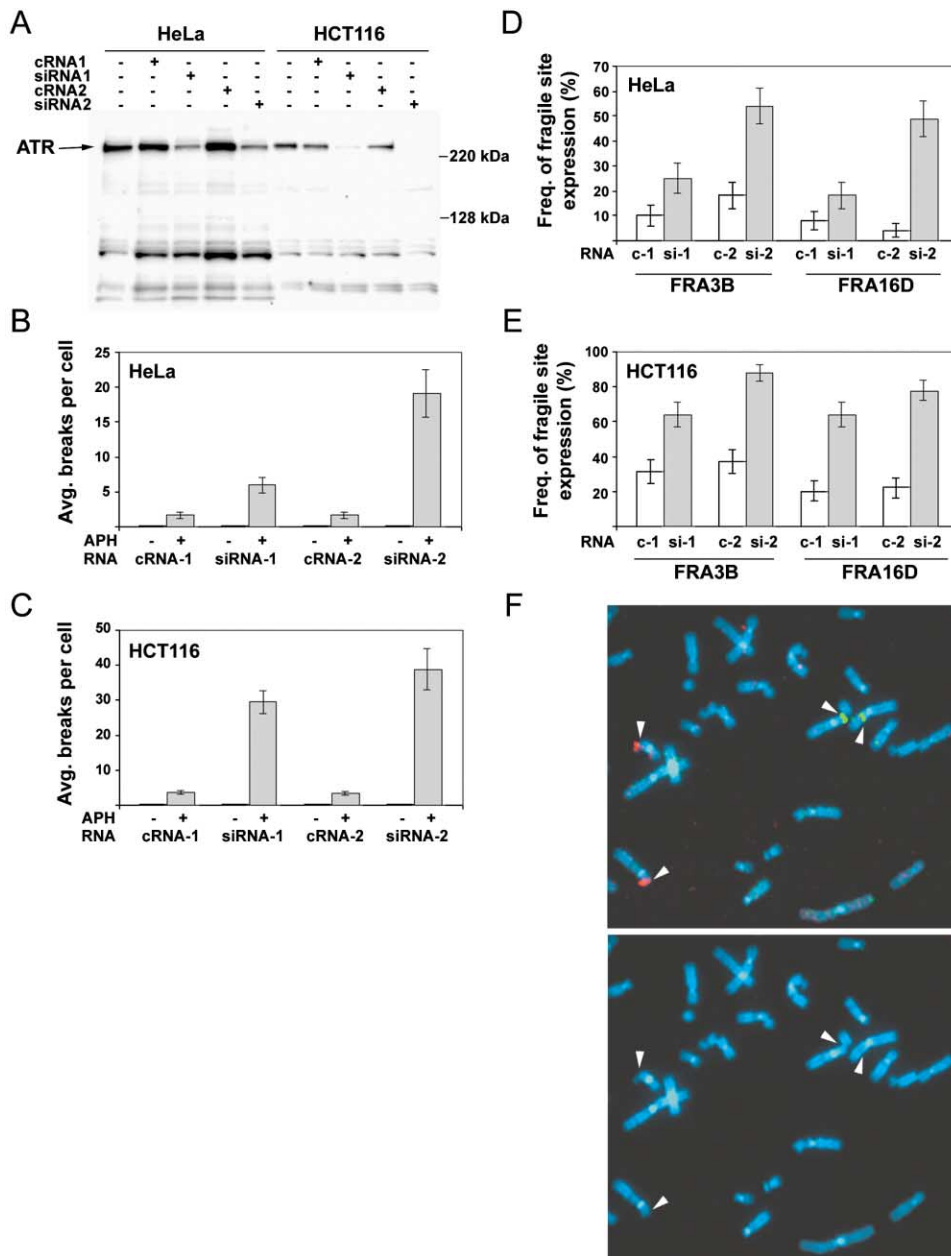 A
HeLa HCT116
cRNA1 - + - - - - + - - -
siRNA1 - - + - - - - + - -
cRNA2 - - - + - - - - + -
siRNA2 - - - - + - - - - +
ATR
–220 kDa
–128 kDa
B
HeLa
Avg. breaks per cell
25
20
15
10
5
APH - + - + - + - +
RNA cRNA-1 siRNA-1 cRNA-2 siRNA-2
C
HCT116
Avg. breaks per cell
50
40
30
20
10
APH - + - + - + - +
RNA cRNA-1 siRNA-1 cRNA-2 siRNA-2
D
HeLa
Freq. of fragile site
expression (%)
70
60
50
40
30
20
10
RNA c-1 si-1 c-2 si-2 c-1 si-1 c-2 si-2
FRA3B FRA16D
E
HCT116
Freq. of fragile site
expression (%)
100
80
60
40
20
RNA c-1 si-1 c-2 si-2 c-1 si-1 c-2 si-2
FRA3B FRA16D
F